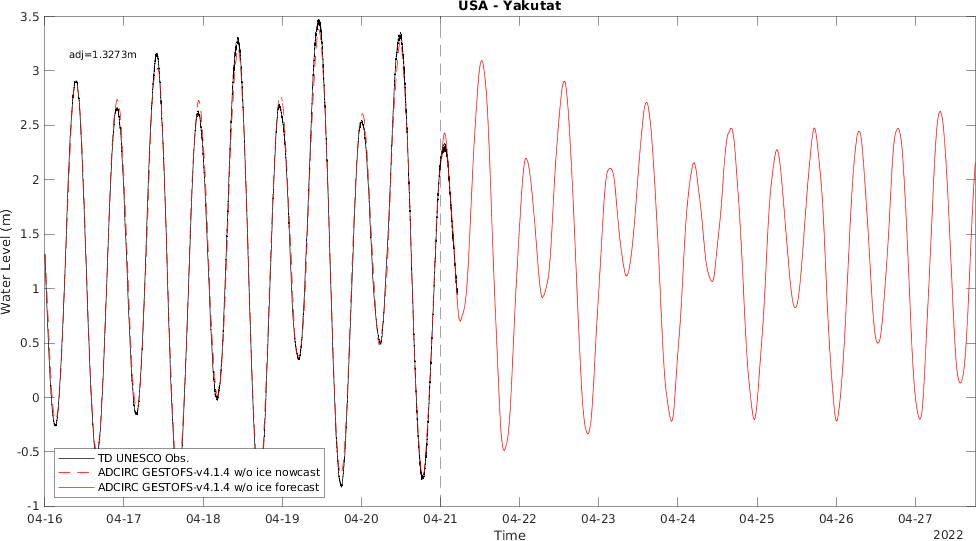 USA - Yakutat
3.5
adj=1.3273m
3
2.5
2
1.5
1
0.5
0
-0.5
-1
Water Level (m)
TD UNESCO Obs.
ADCIRC GESTOFS-v4.1.4 w/o ice nowcast
ADCIRC GESTOFS-v4.1.4 w/o ice forecast
04-16 04-17 04-18 04-19 04-20 04-21 04-22 04-23 04-24 04-25 04-26 04-27
Time
2022